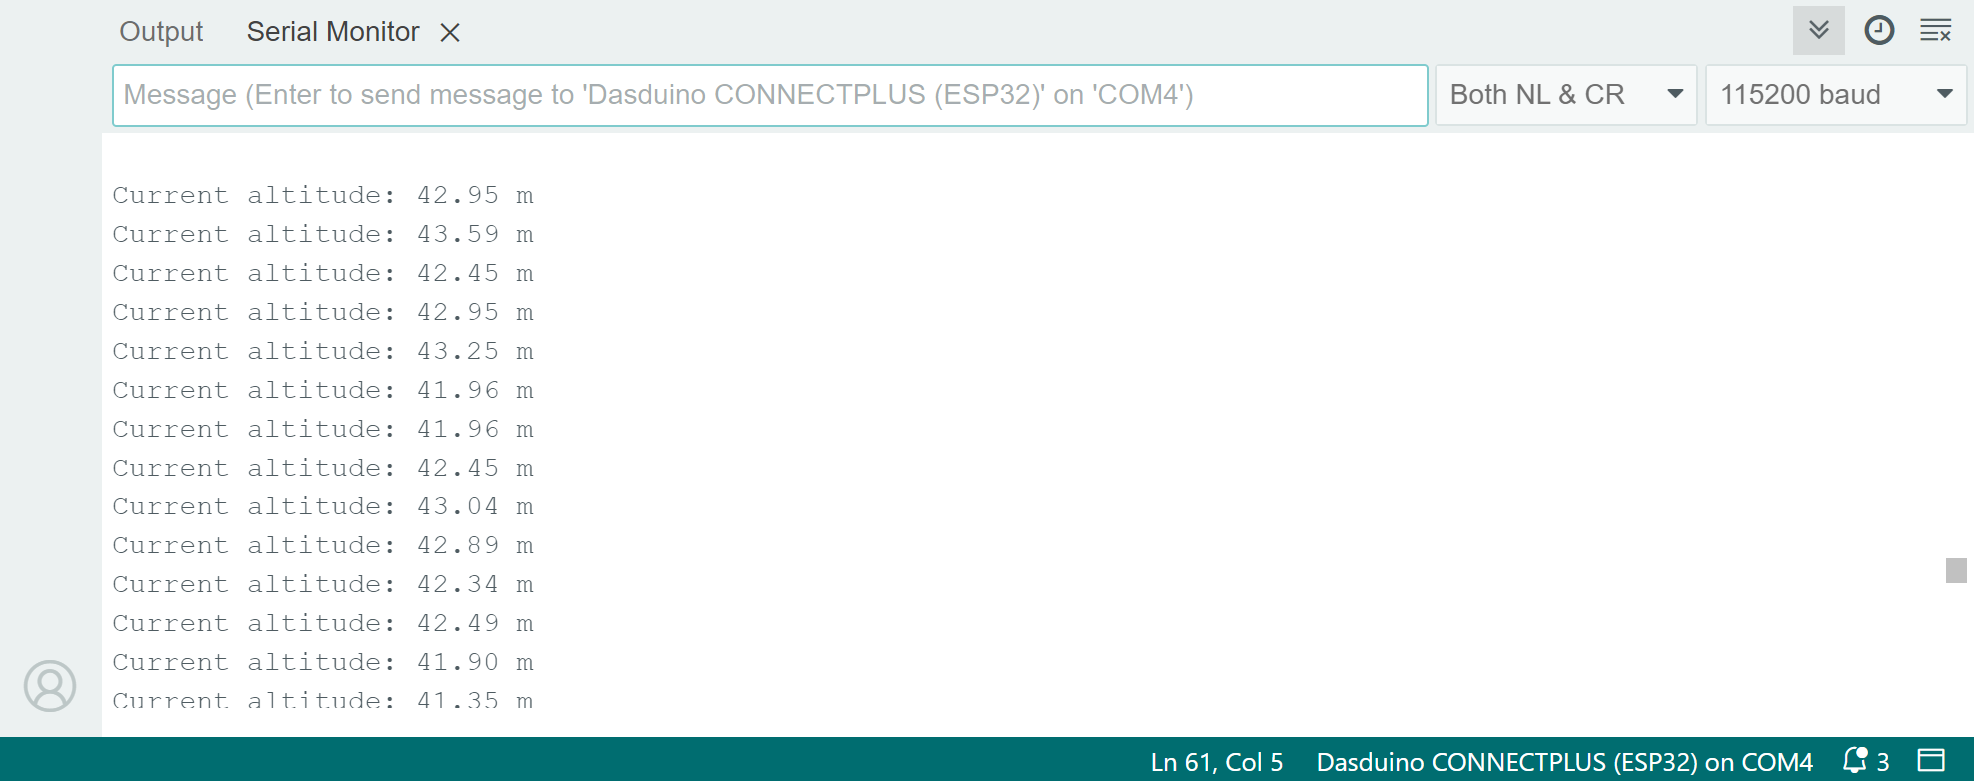 Output Serial Monitor
Message (Enter to send message to 'Dasduino CONNECTPLUS (ESP32)' on 'COM4') Both NL & CR 115200 baud
Current altitude: 42.95 m
Current altitude: 43.59 m
Current altitude: 42.45 m
Current altitude: 42.95 m
Current altitude: 43.25 m
Current altitude: 41.96 m
Current altitude: 41.96 m
Current altitude: 42.45 m
Current altitude: 43.04 m
Current altitude: 42.89 m
Current altitude: 42.34 m
Current altitude: 42.49 m
Current altitude: 41.90 m
Current altitude: 41.35 m
Ln 61, Col 5 Dasduino CONNECTPLUS (ESP32) on COM4 3